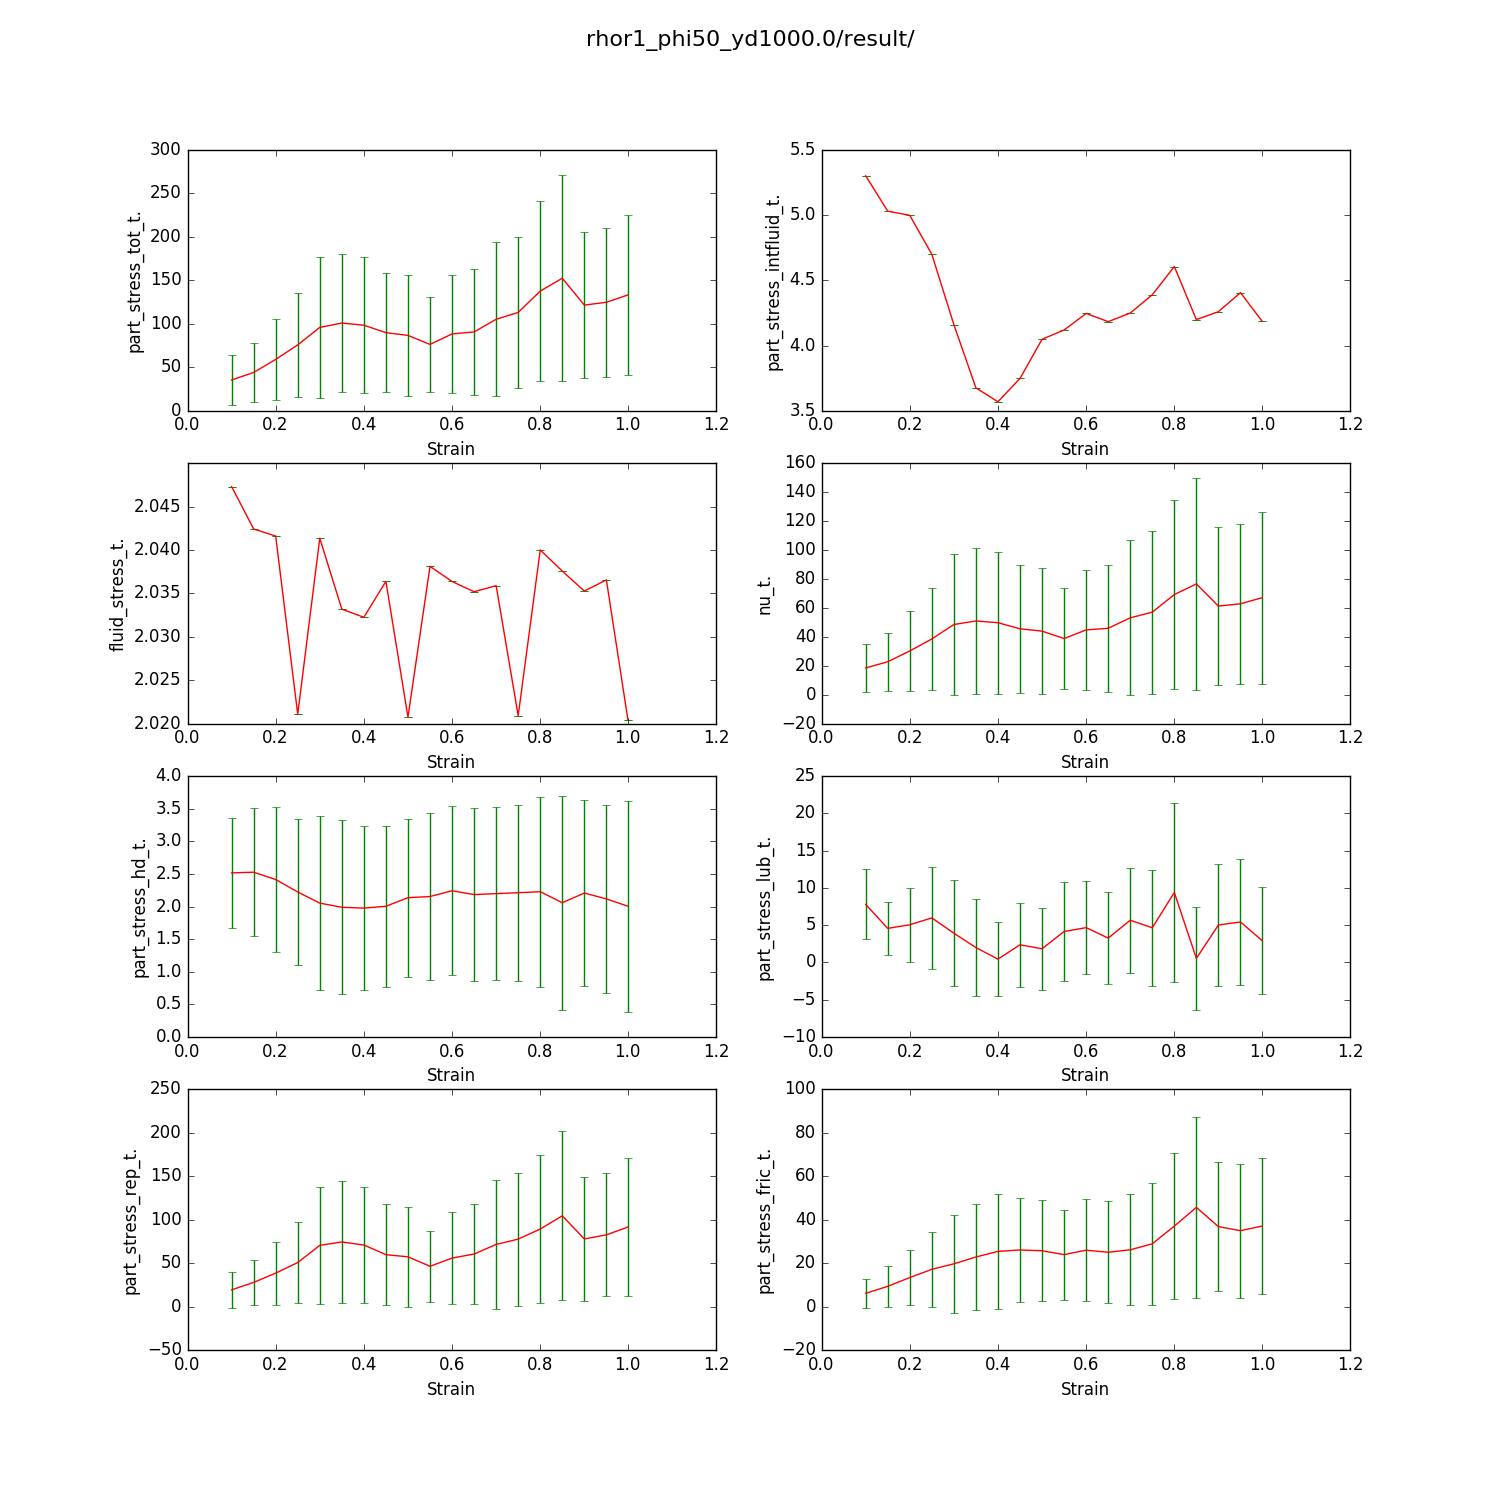 rhor1_phi50_yd1000.0/result/
part_stress_tot_t.
300
250
200
150
100
50
0
0.0 0.2 0.4 0.6 0.8 1.0 1.2
Strain
part_stress_intfluid_t.
5.5
5.0
4.5
4.0
3.5
0.0 0.2 0.4 0.6 0.8 1.0 1.2
Strain
fluid_stress_t.
2.045
2.040
2.035
2.030
2.025
2.020
0.0 0.2 0.4 0.6 0.8 1.0 1.2
Strain
nu_t.
160
140
120
100
80
60
40
20
0
−20
0.0 0.2 0.4 0.6 0.8 1.0 1.2
Strain
part_stress_hd_t.
4.0
3.5
3.0
2.5
2.0
1.5
1.0
0.5
0.0
0.0 0.2 0.4 0.6 0.8 1.0 1.2
Strain
part_stress_lub_t.
25
20
15
10
5
0
−5
−10
0.0 0.2 0.4 0.6 0.8 1.0 1.2
Strain
part_stress_rep_t.
250
200
150
100
50
0
−50
0.0 0.2 0.4 0.6 0.8 1.0 1.2
Strain
part_stress_fric_t.
100
80
60
40
20
0
−20
0.0 0.2 0.4 0.6 0.8 1.0 1.2
Strain